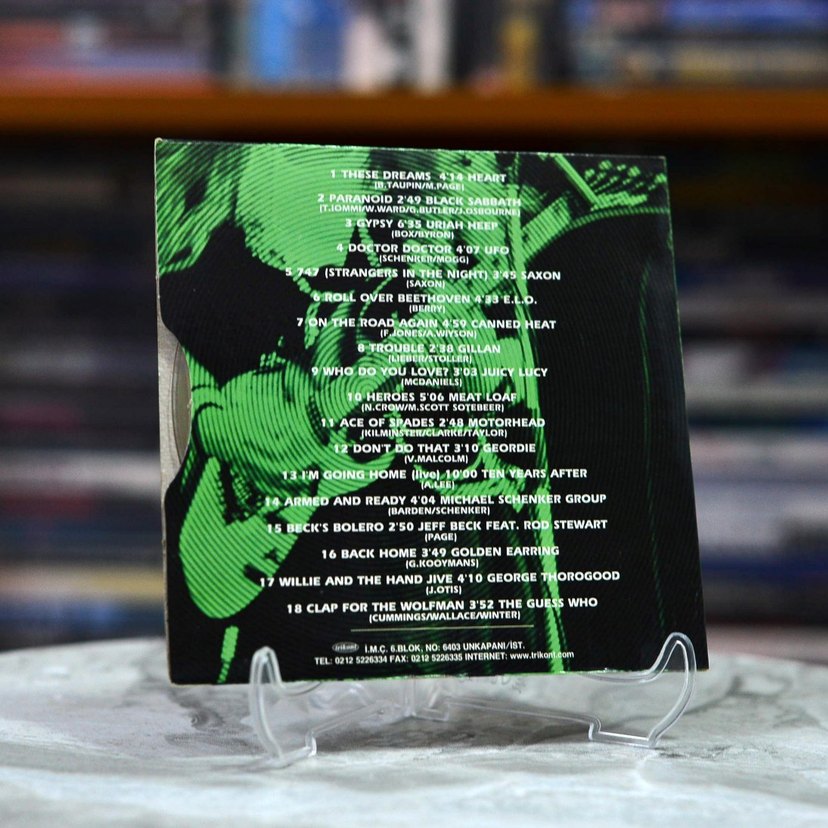 1 THESE DREAMS 4'14 HEART
(B.TAUPIN/M.PAGE)
2 PARANOID 2'49 BLACK SABBATH
(T.IOMMI/W.WARD/G.BUTLER/J.OSBOURNE)
3 GYPSY 6'35 URIAH HEEP
(BOX/BYRON)
4 DOCTOR DOCTOR 4'07 UFO
(SCHENKER/MOGG)
5 747 (STRANGERS IN THE NIGHT) 3'45 SAXON
(SAXON)
6 ROLL OVER BEETHOVEN 4'33 E.L.O.
(BERRY)
7 ON THE ROAD AGAIN 4'59 CANNED HEAT
(F.JONES/A.WIYSON)
8 TROUBLE 2'38 GILLAN
(LIEBER/STOLLER)
9 WHO DO YOU LOVE? 3'03 JUICY LUCY
(MCDANIELS)
10 HEROES 5'06 MEAT LOAF
(N.CROW/M.SCOTT SOTEBEER)
11 ACE OF SPADES 2'48 MOTORHEAD
(KILMINSTER/CLARKE/TAYLOR)
12 DON'T DO THAT 3'10 GEORDIE
(V.MALCOLM)
13 I'M GOING HOME (live) 10'00 TEN YEARS AFTER
(A.LEE)
14 ARMED AND READY 4'04 MICHAEL SCHENKER GROUP
(BARDEN/SCHENKER)
15 BECK'S BOLERO 2'50 JEFF BECK FEAT. ROD STEWART
(PAGE)
16 BACK HOME 3'49 GOLDEN EARRING
(G.KOOYMANS)
17 WILLIE AND THE HAND JIVE 4'10 GEORGE THOROGOOD
(J.OTIS)
18 CLAP FOR THE WOLFMAN 3'52 THE GUESS WHO
(CUMMINGS/WALLACE/WINTER)
trikont İ.M.Ç. 6.BLOK, NO: 6403 UNKAPANI/İST.
TEL: 0212 5226334 FAX: 0212 5226335 INTERNET: www.trikont.com